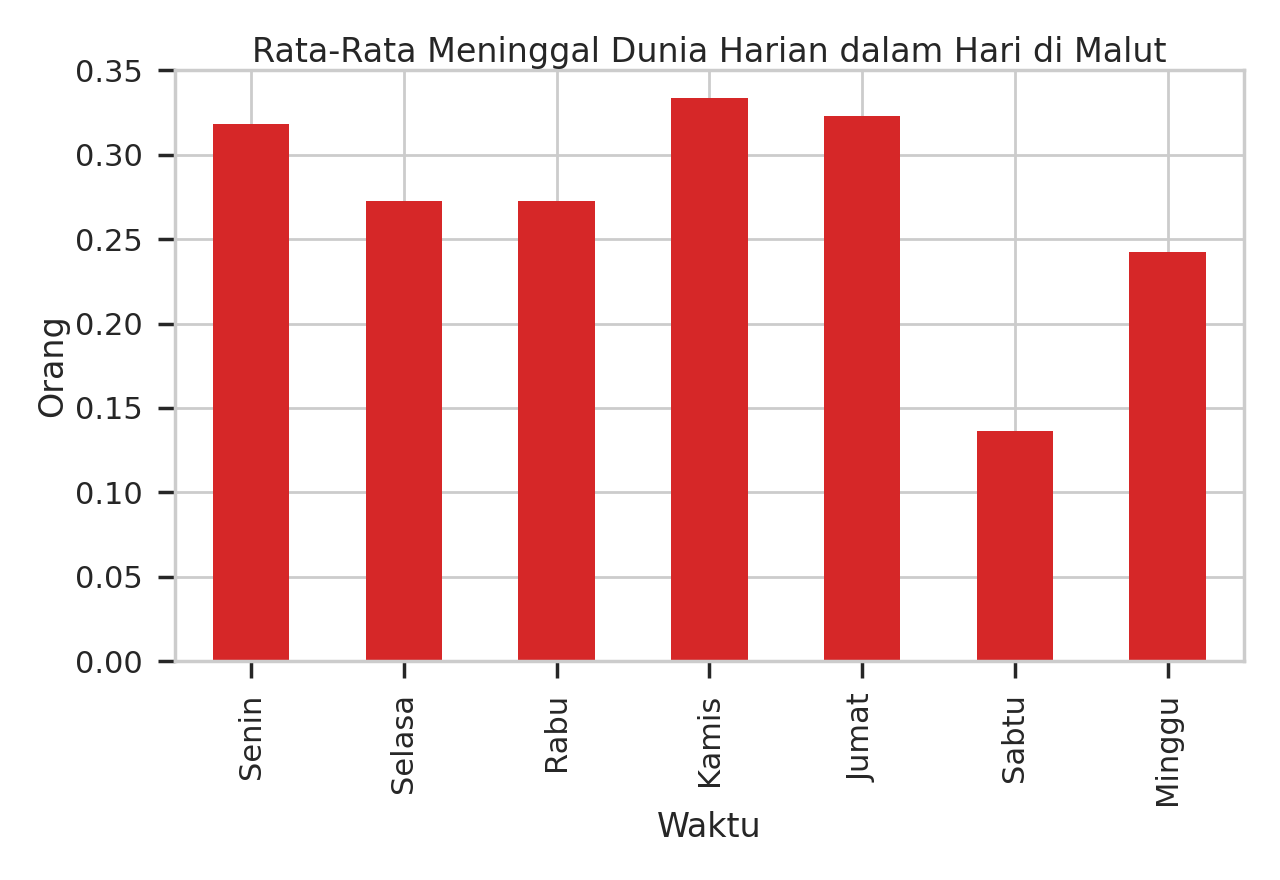 Rata-Rata Meninggal Dunia Harian dalam Hari di Malut
0.35
0.30
0.25
0.20
0.15
0.10
0.05
0.00
Orang
Senin
Selasa
Rabu
Kamis
Jumat
Sabtu
Minggu
Waktu